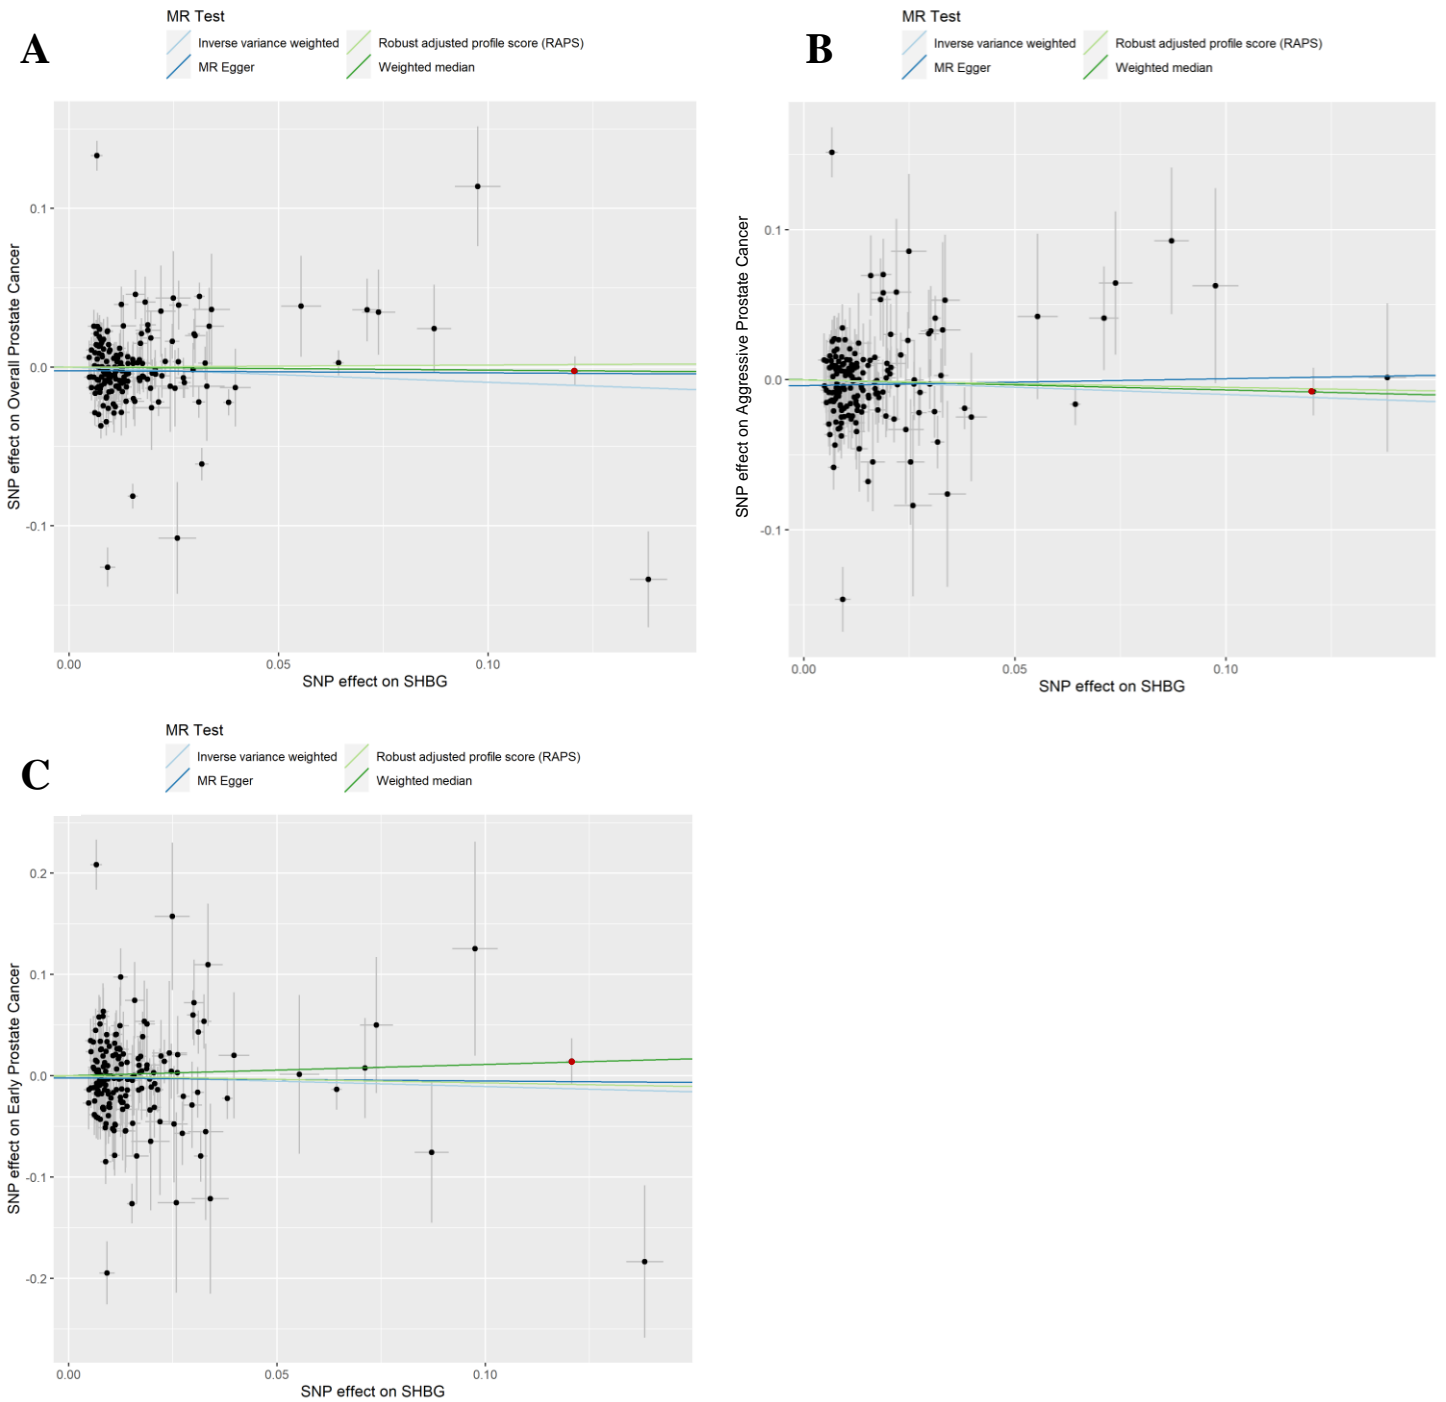 A
MR Test
Inverse variance weighted
Robust adjusted profile score (RAPS)
MR Egger
Weighted median
0.1
0.0
-0.1
SNP effect on Overall Prostate Cancer
0.00
0.05
0.10
SNP effect on SHBG
B
MR Test
Inverse variance weighted
Robust adjusted profile score (RAPS)
MR Egger
Weighted median
0.1
0.0
-0.1
SNP effect on Aggressive Prostate Cancer
0.00
0.05
0.10
SNP effect on SHBG
C
MR Test
Inverse variance weighted
Robust adjusted profile score (RAPS)
MR Egger
Weighted median
0.2
0.1
0.0
-0.1
-0.2
SNP effect on Early Prostate Cancer
0.00
0.05
0.10
SNP effect on SHBG